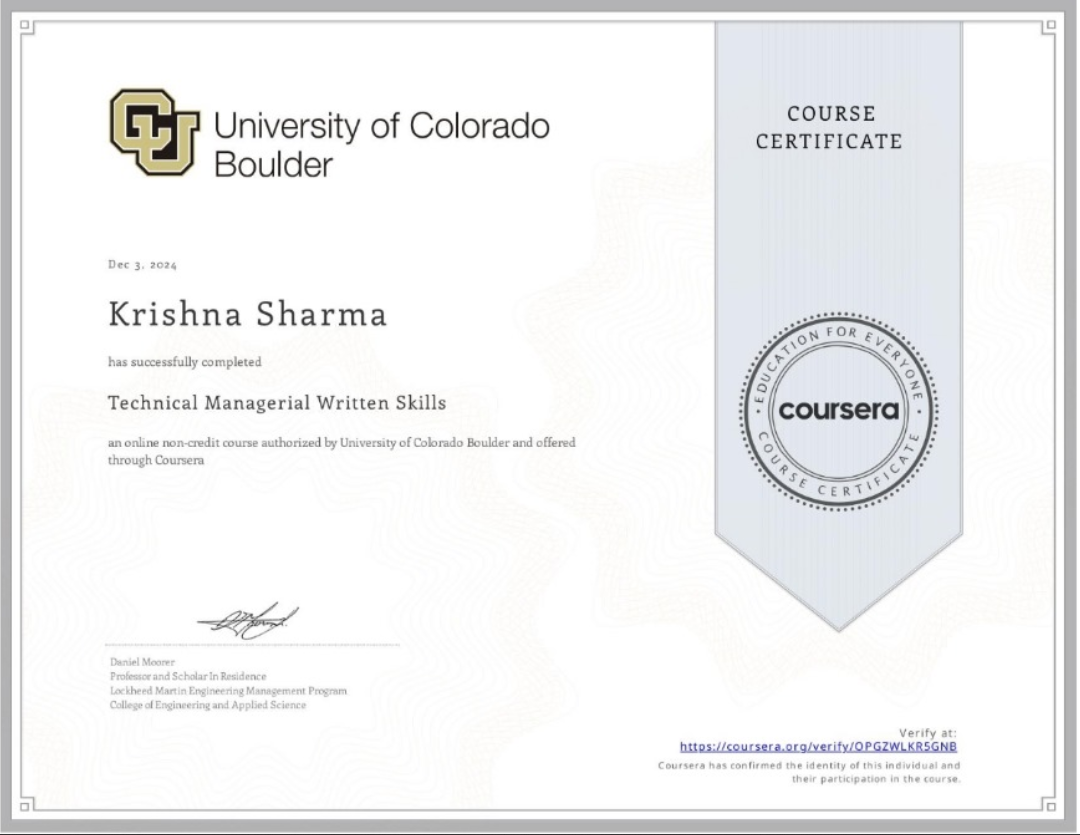 University of Colorado
Boulder
COURSE
CERTIFICATE
Dec 3, 2024
Krishna Sharma
has successfully completed
Technical Managerial Written Skills
an online non-credit course authorized by University of Colorado Boulder and offered
through Coursera
EDUCATION FOR EVERYONE
coursera
COURSE CERTIFICATE
Daniel Moorer
Professor and Scholar In Residence
Lockheed Martin Engineering Management Program
College of Engineering and Applied Science
Verify at:
https://coursera.org/verify/OPGZWLKR5GNB
Coursera has confirmed the identity of this individual and
their participation in the course.